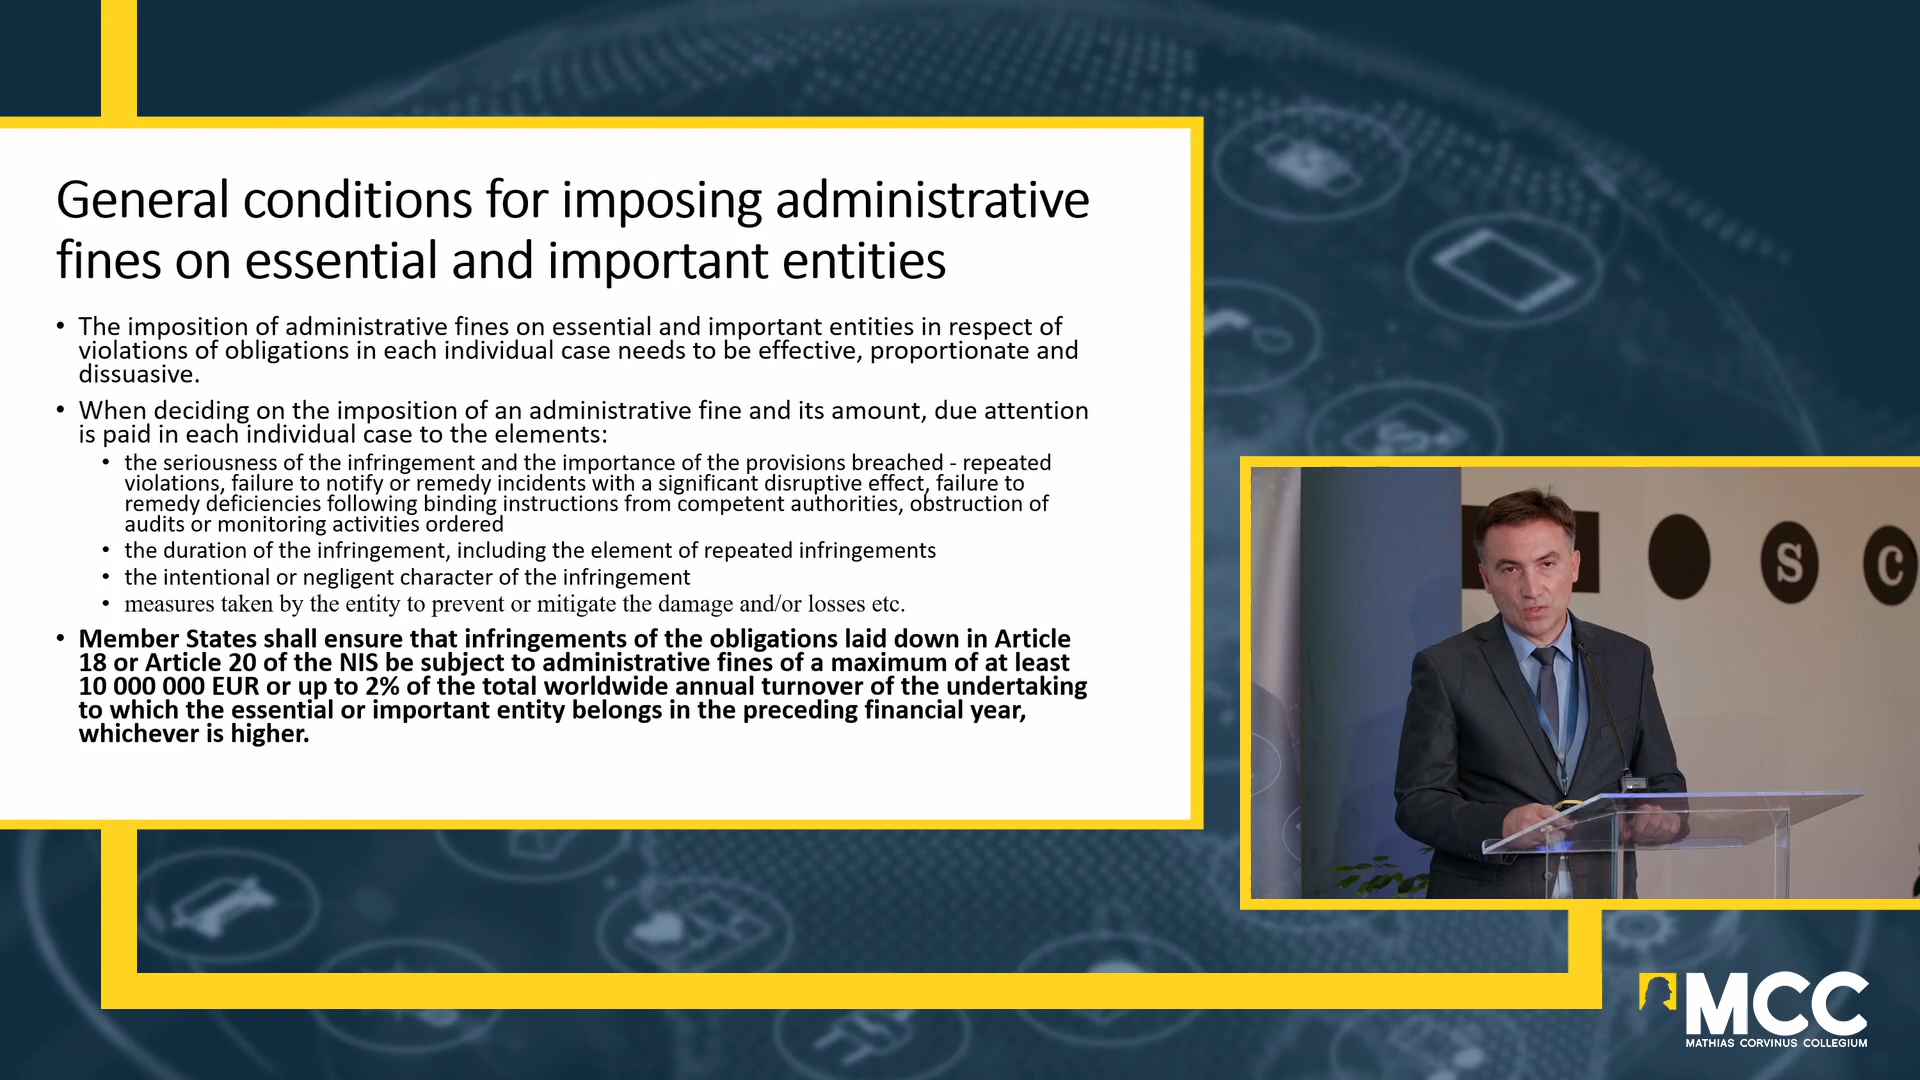 General conditions for imposing administrative
fines on essential and important entities
• The imposition of administrative fines on essential and important entities in respect of
violations of obligations in each individual case needs to be effective, proportionate and
dissuasive.
• When deciding on the imposition of an administrative fine and its amount, due attention
is paid in each individual case to the elements:
• the seriousness of the infringement and the importance of the provisions breached - repeated
violations, failure to notify or remedy incidents with a significant disruptive effect, failure to
remedy deficiencies following binding instructions from competent authorities, obstruction of
audits or monitoring activities ordered
• the duration of the infringement, including the element of repeated infringements
• the intentional or negligent character of the infringement
• measures taken by the entity to prevent or mitigate the damage and/or losses etc.
• Member States shall ensure that infringements of the obligations laid down in Article
18 or Article 20 of the NIS be subject to administrative fines of a maximum of at least
10 000 000 EUR or up to 2% of the total worldwide annual turnover of the undertaking
to which the essential or important entity belongs in the preceding financial year,
whichever is higher.
S C
MCC
MATHIAS CORVINUS COLLEGIUM